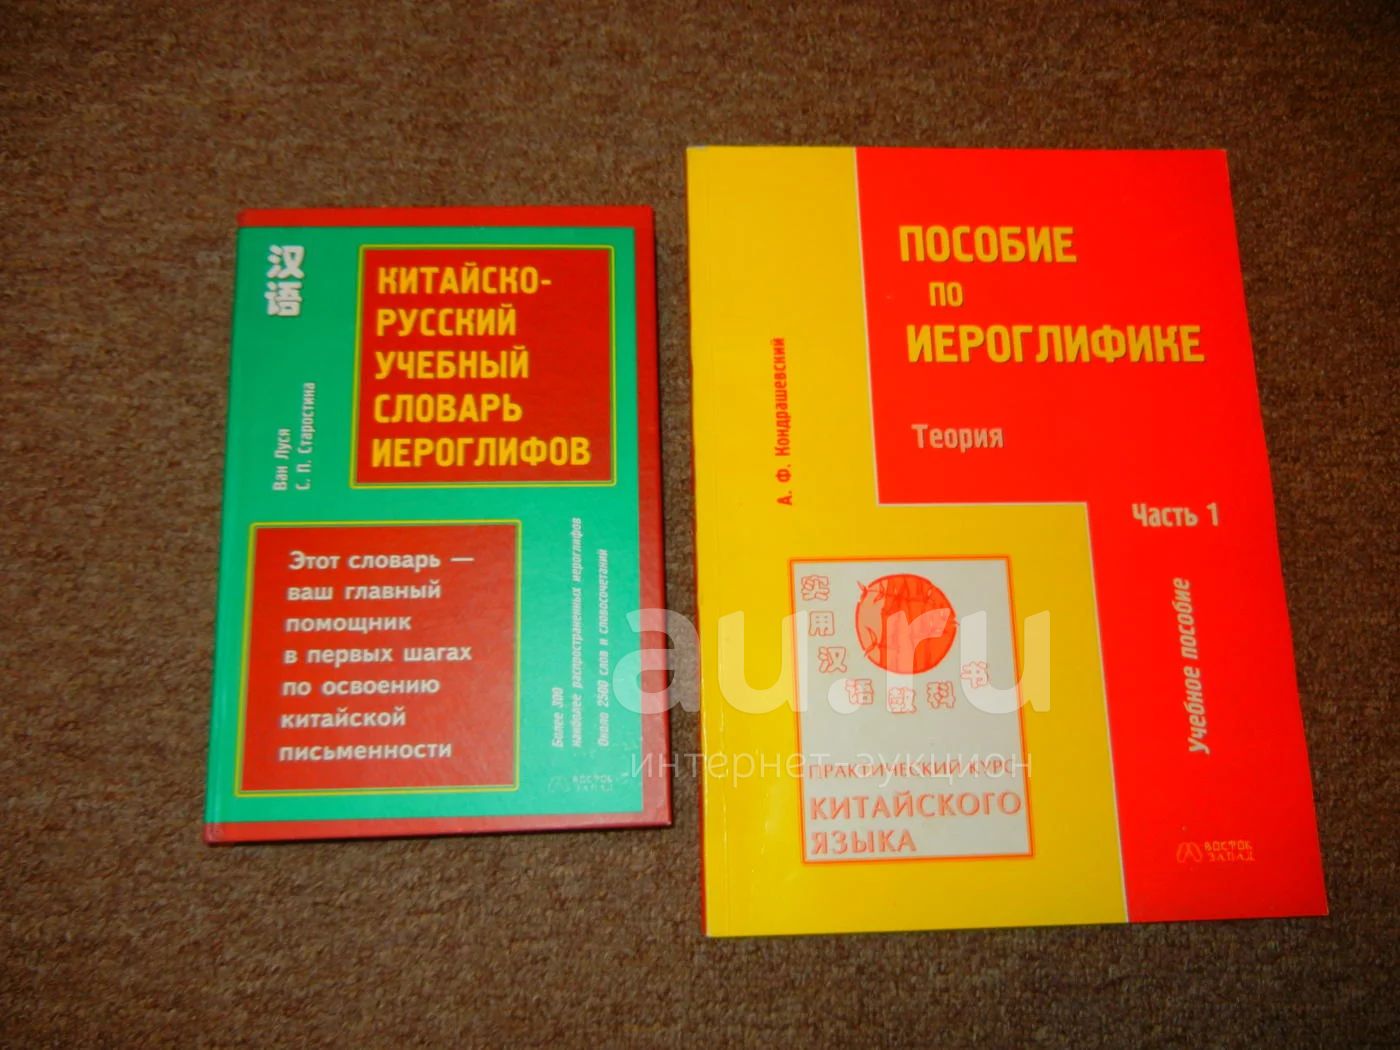 汉语
КИТАЙСКО-
РУССКИЙ
УЧЕБНЫЙ
СЛОВАРЬ
ИЕРОГЛИФОВ
Ван Луся
С. П. Старостина
Этот словарь —
ваш главный
помощник
в первых шагах
по освоению
китайской
письменности
Более 300
наиболее распространенных иероглифов
Около 2500 слов и словосочетаний
ВОСТОК
ЗАПАД
ПОСОБИЕ
ПО
ИЕРОГЛИФИКЕ
Теория
А. Ф. Кондрашевский
Часть 1
Учебное пособие
实用汉语教科书
ПРАКТИЧЕСКИЙ КУРС
КИТАЙСКОГО
ЯЗЫКА
ВОСТОК
ЗАПАД
au.ru
интернет-аукцион